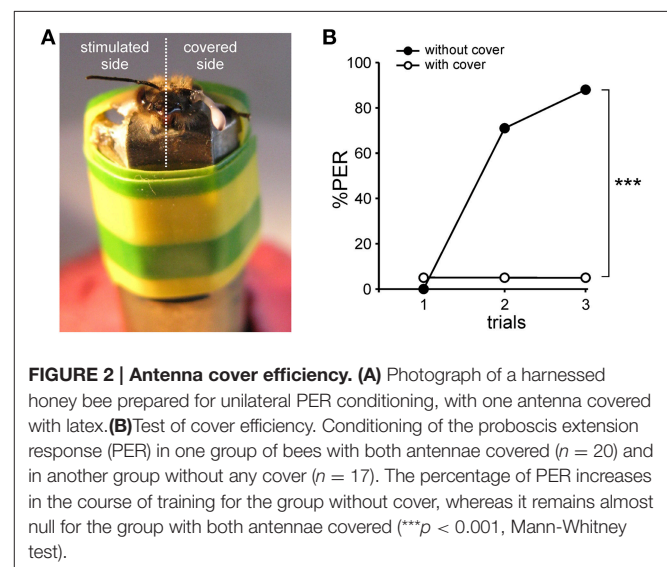 A
stimulated side
covered side
B
without cover
with cover
100
80
60
40
20
0
%PER
1 2 3
trials
***
FIGURE 2 | Antenna cover efficiency. (A) Photograph of a harnessed
honey bee prepared for unilateral PER conditioning, with one antenna covered
with latex.(B)Test of cover efficiency. Conditioning of the proboscis extension
response (PER) in one group of bees with both antennae covered (n = 20) and
in another group without any cover (n = 17). The percentage of PER increases
in the course of training for the group without cover, whereas it remains almost
null for the group with both antennae covered (***p < 0.001, Mann-Whitney
test).